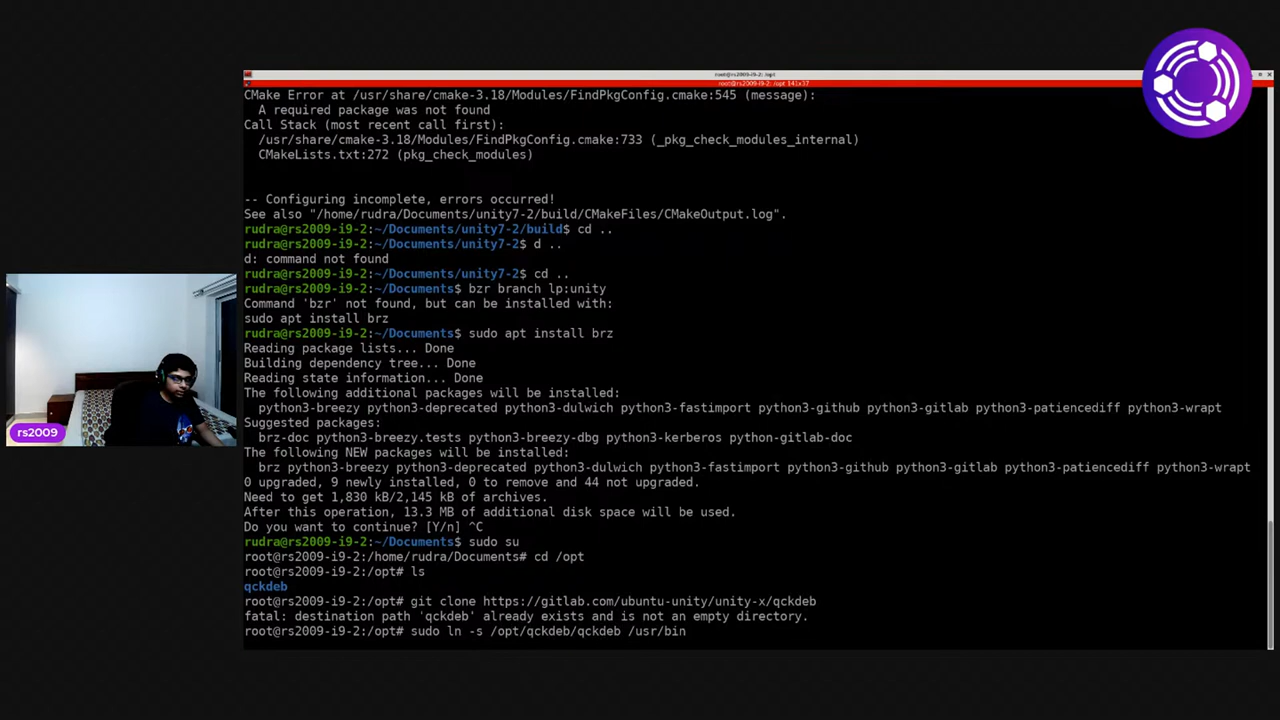 root@rs2009-i9-2: /opt
root@rs2009-i9-2: /opt 141x37
CMake Error at /usr/share/cmake-3.18/Modules/FindPkgConfig.cmake:545 (message):
  A required package was not found
Call Stack (most recent call first):
  /usr/share/cmake-3.18/Modules/FindPkgConfig.cmake:733 (_pkg_check_modules_internal)
  CMakeLists.txt:272 (pkg_check_modules)
-- Configuring incomplete, errors occurred!
See also "/home/rudra/Documents/unity7-2/build/CMakeFiles/CMakeOutput.log".
rudra@rs2009-i9-2:~/Documents/unity7-2/build$ cd ..
rudra@rs2009-i9-2:~/Documents/unity7-2$ d ..
d: command not found
rudra@rs2009-i9-2:~/Documents/unity7-2$ cd ..
rudra@rs2009-i9-2:~/Documents$ bzr branch lp:unity
Command 'bzr' not found, but can be installed with:
sudo apt install brz
rudra@rs2009-i9-2:~/Documents$ sudo apt install brz
Reading package lists... Done
Building dependency tree... Done
Reading state information... Done
The following additional packages will be installed:
  python3-breezy python3-deprecated python3-dulwich python3-fastimport python3-github python3-gitlab python3-patiencediff python3-wrapt
Suggested packages:
  brz-doc python3-breezy.tests python3-breezy-dbg python3-kerberos python-gitlab-doc
The following NEW packages will be installed:
  brz python3-breezy python3-deprecated python3-dulwich python3-fastimport python3-github python3-gitlab python3-patiencediff python3-wrapt
0 upgraded, 9 newly installed, 0 to remove and 44 not upgraded.
Need to get 1,830 kB/2,145 kB of archives.
After this operation, 13.3 MB of additional disk space will be used.
Do you want to continue? [Y/n] ^C
rudra@rs2009-i9-2:~/Documents$ sudo su
root@rs2009-i9-2:/home/rudra/Documents# cd /opt
root@rs2009-i9-2:/opt# ls
qckdeb
root@rs2009-i9-2:/opt# git clone https://gitlab.com/ubuntu-unity/unity-x/qckdeb
fatal: destination path 'qckdeb' already exists and is not an empty directory.
root@rs2009-i9-2:/opt# sudo ln -s /opt/qckdeb/qckdeb /usr/bin
rs2009